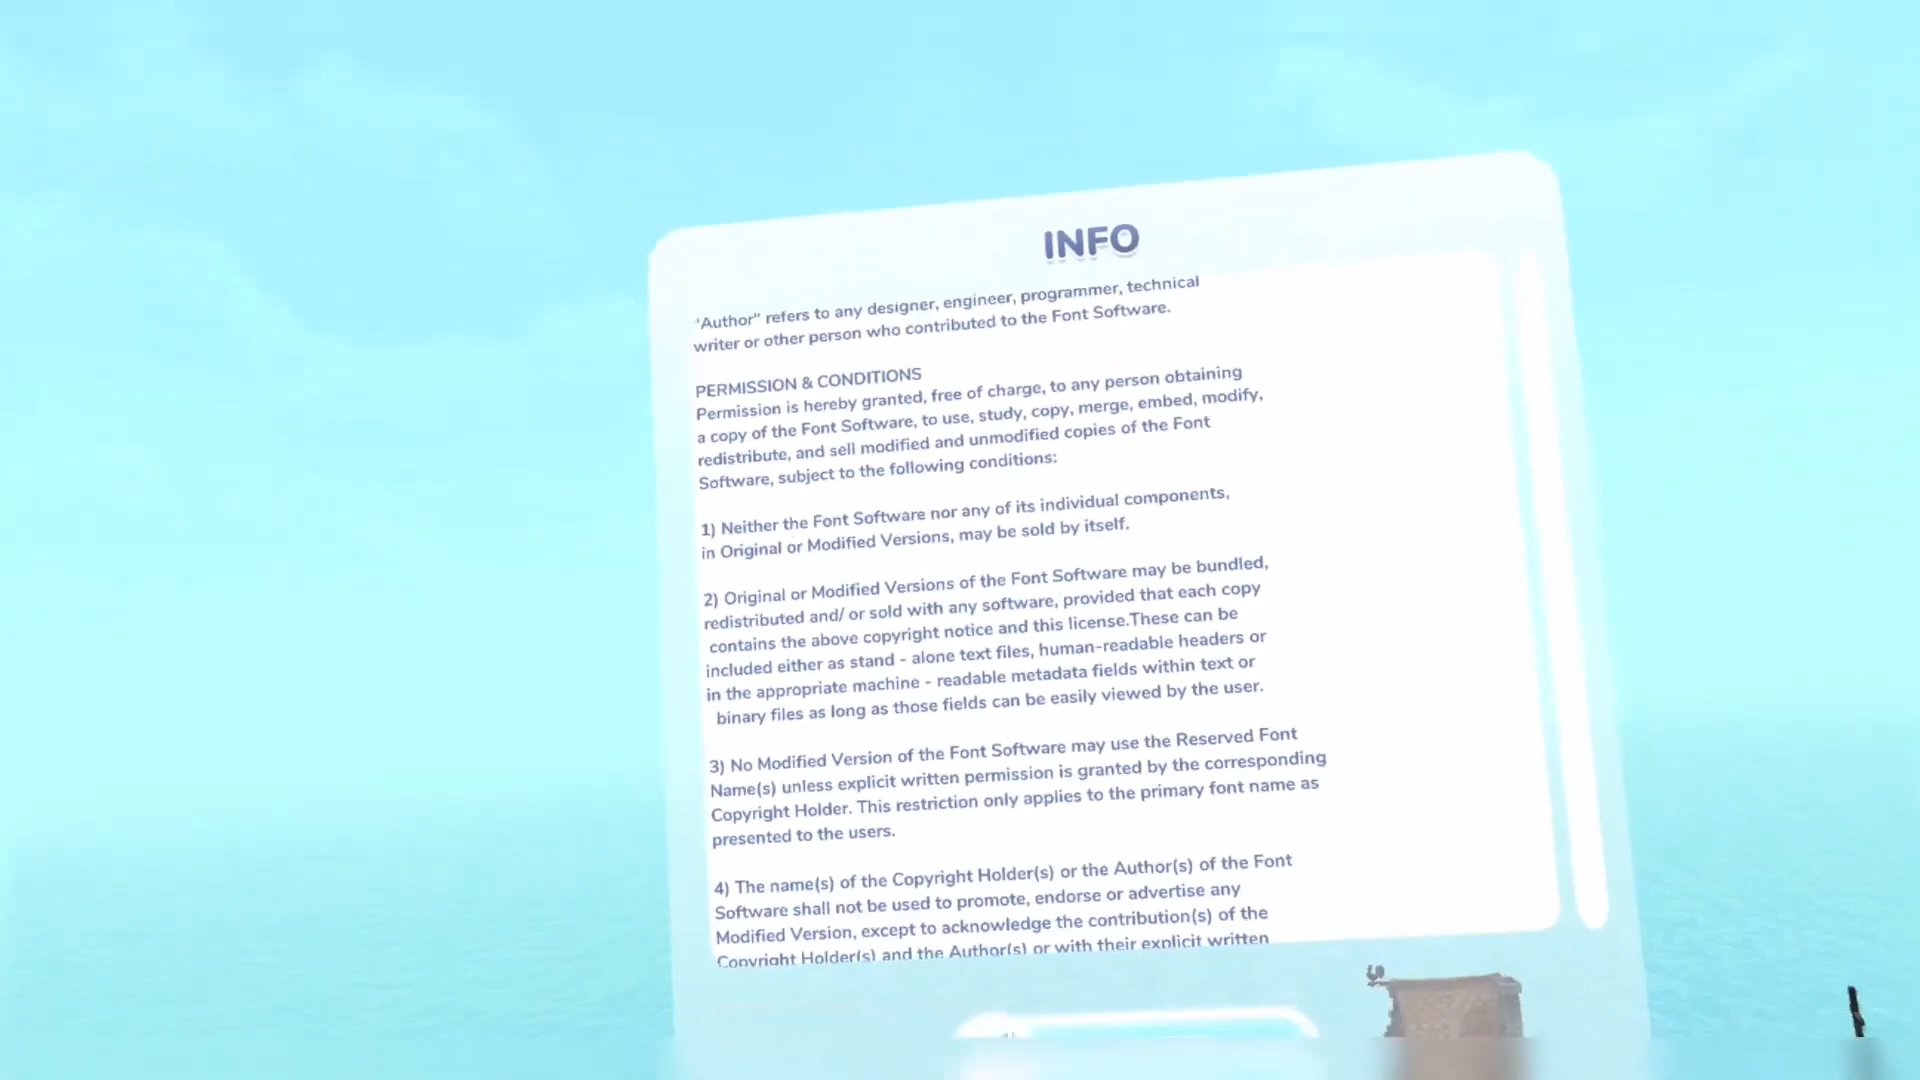 INFO
"Author" refers to any designer, engineer, programmer, technical
writer or other person who contributed to the Font Software.
PERMISSION & CONDITIONS
Permission is hereby granted, free of charge, to any person obtaining
a copy of the Font Software, to use, study, copy, merge, embed, modify,
redistribute, and sell modified and unmodified copies of the Font
Software, subject to the following conditions:
1) Neither the Font Software nor any of its individual components,
in Original or Modified Versions, may be sold by itself.
2) Original or Modified Versions of the Font Software may be bundled,
redistributed and/ or sold with any software, provided that each copy
contains the above copyright notice and this license.These can be
included either as stand - alone text files, human-readable headers or
in the appropriate machine - readable metadata fields within text or
binary files as long as those fields can be easily viewed by the user.
3) No Modified Version of the Font Software may use the Reserved Font
Name(s) unless explicit written permission is granted by the corresponding
Copyright Holder. This restriction only applies to the primary font name as
presented to the users.
4) The name(s) of the Copyright Holder(s) or the Author(s) of the Font
Software shall not be used to promote, endorse or advertise any
Modified Version, except to acknowledge the contribution(s) of the
Copyright Holder(s) and the Author(s) or with their explicit written